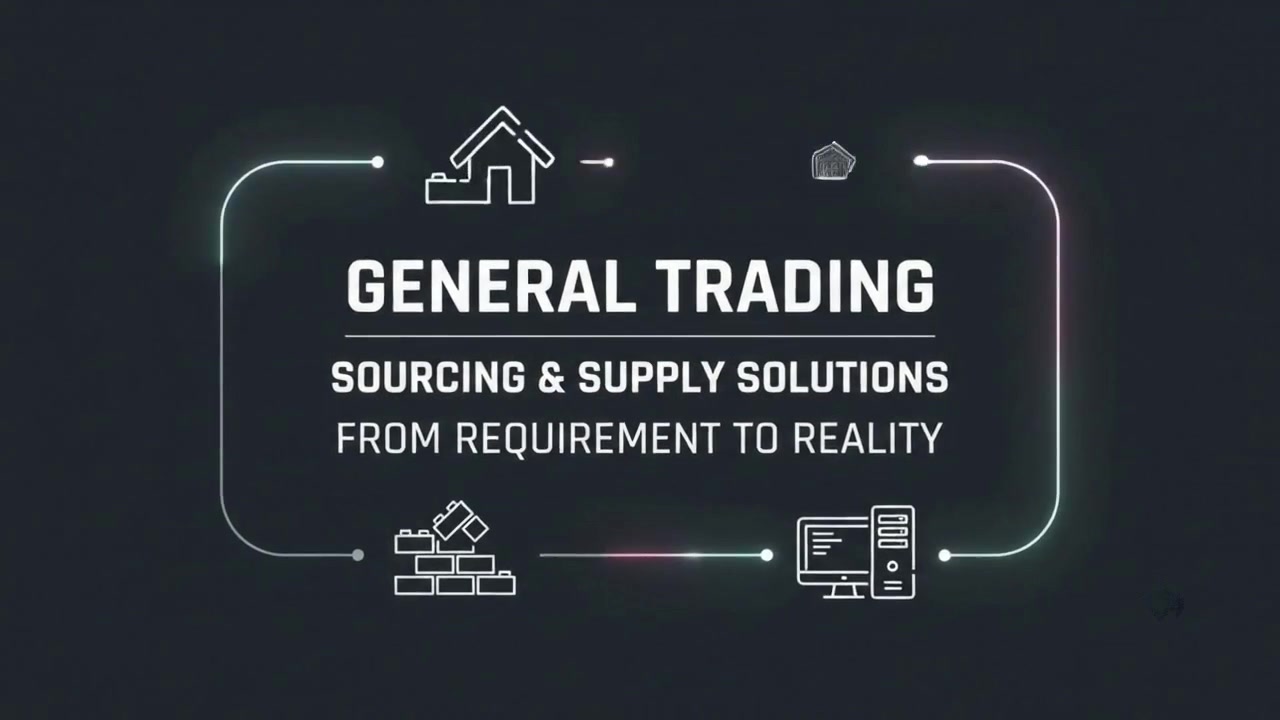 GENERAL TRADING
SOURCING & SUPPLY SOLUTIONS
FROM REQUIREMENT TO REALITY